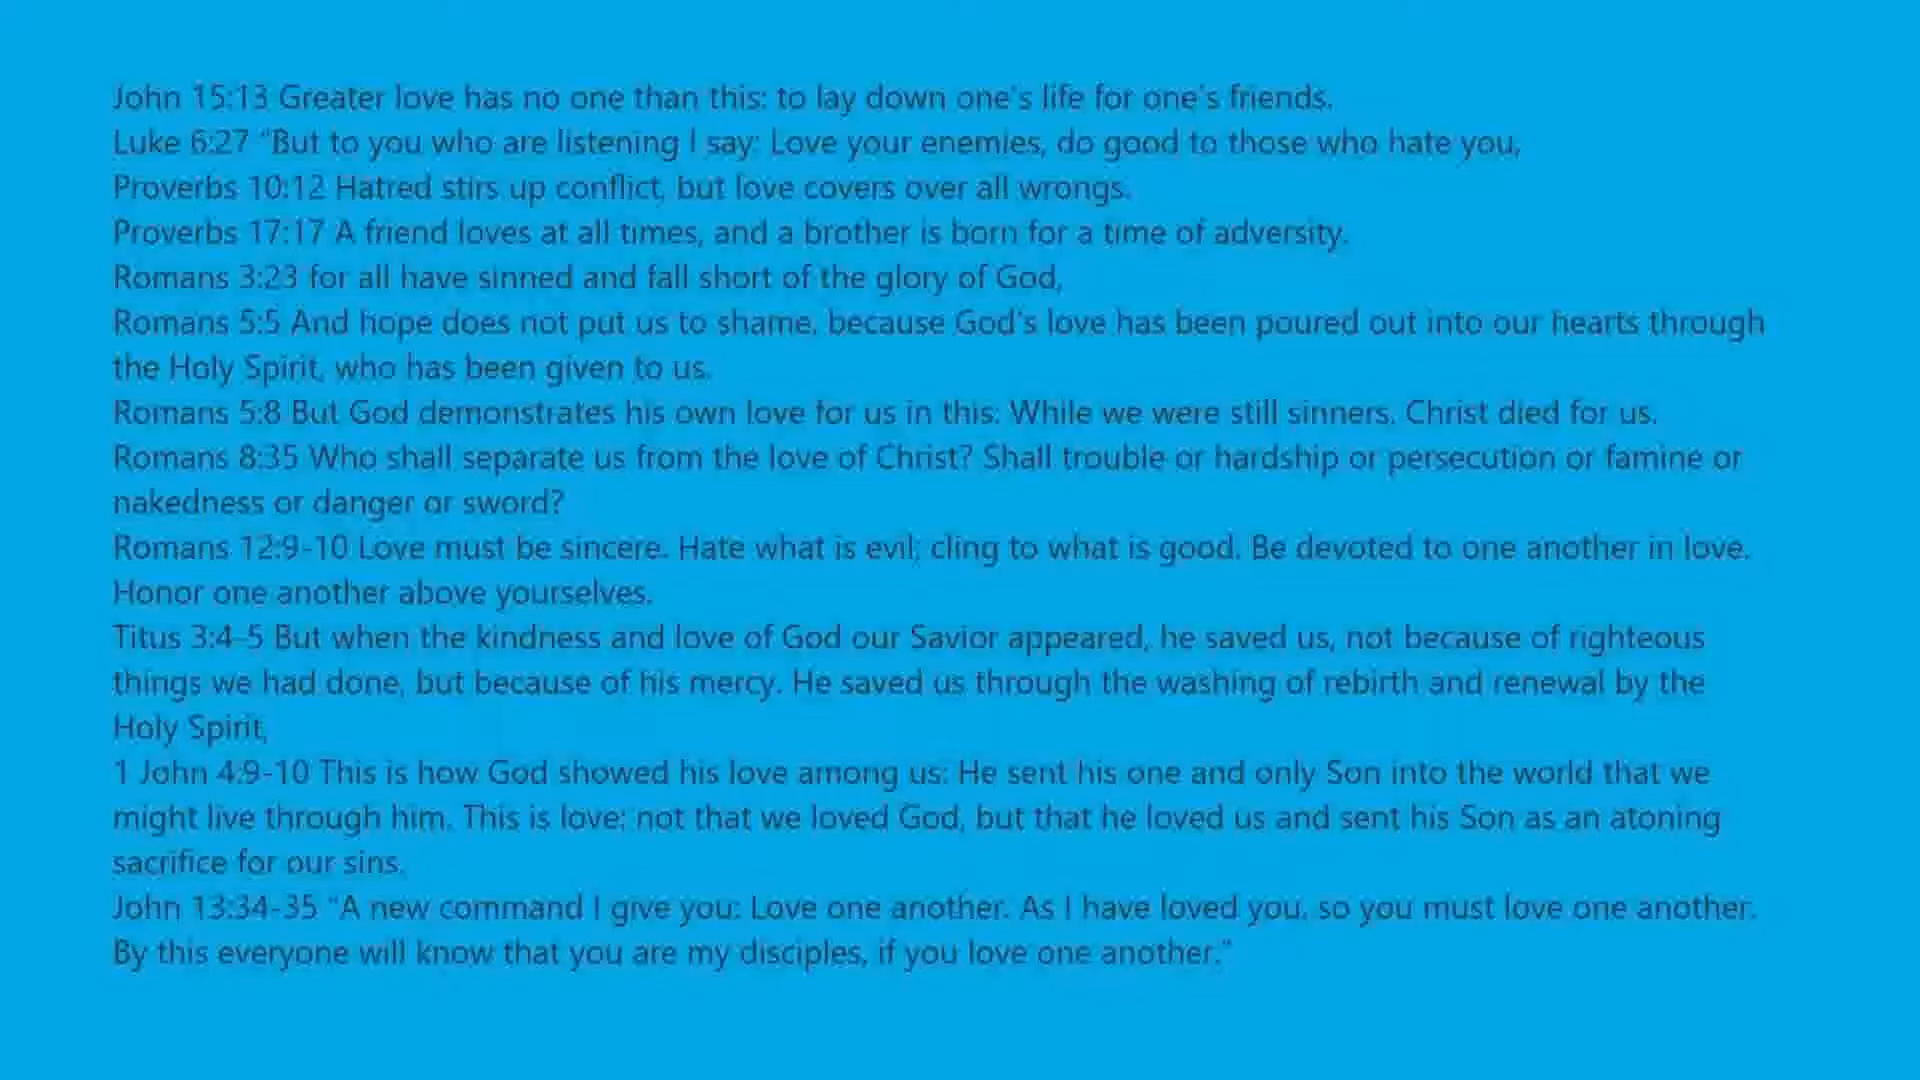 John 15:13 Greater love has no one than this: to lay down one's life for one's friends.
Luke 6:27 "But to you who are listening I say: Love your enemies, do good to those who hate you,
Proverbs 10:12 Hatred stirs up conflict, but love covers over all wrongs.
Proverbs 17:17 A friend loves at all times, and a brother is born for a time of adversity.
Romans 3:23 for all have sinned and fall short of the glory of God,
Romans 5:5 And hope does not put us to shame, because God's love has been poured out into our hearts through
the Holy Spirit, who has been given to us.
Romans 5:8 But God demonstrates his own love for us in this: While we were still sinners, Christ died for us.
Romans 8:35 Who shall separate us from the love of Christ? Shall trouble or hardship or persecution or famine or
nakedness or danger or sword?
Romans 12:9-10 Love must be sincere. Hate what is evil; cling to what is good. Be devoted to one another in love.
Honor one another above yourselves.
Titus 3:4-5 But when the kindness and love of God our Savior appeared, he saved us, not because of righteous
things we had done, but because of his mercy. He saved us through the washing of rebirth and renewal by the
Holy Spirit,
1 John 4:9-10 This is how God showed his love among us: He sent his one and only Son into the world that we
might live through him. This is love: not that we loved God, but that he loved us and sent his Son as an atoning
sacrifice for our sins.
John 13:34-35 "A new command I give you: Love one another. As I have loved you, so you must love one another.
By this everyone will know that you are my disciples, if you love one another."